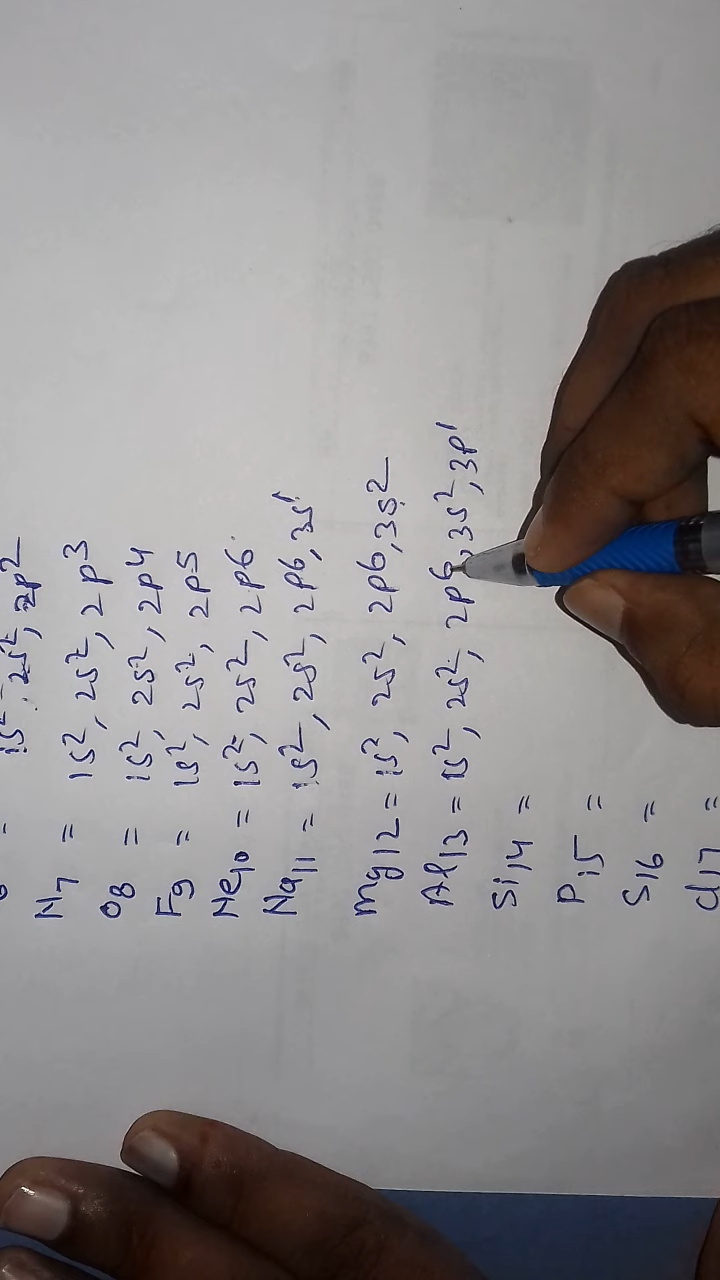 6 = 1s², 2s², 2p2
N7 = 1s², 2s², 2p3
O8 = 1s², 2s², 2p4
F9 = 1s², 2s², 2p5
Ne10 = 1s², 2s², 2p6
Na11 = 1s², 2s², 2p6, 3s¹
Mg12 = 1s², 2s², 2p6, 3s2
Al13 = 1s², 2s², 2p6, 3s², 3p¹
Si14 =
P15 =
S16 =
Cl17 =